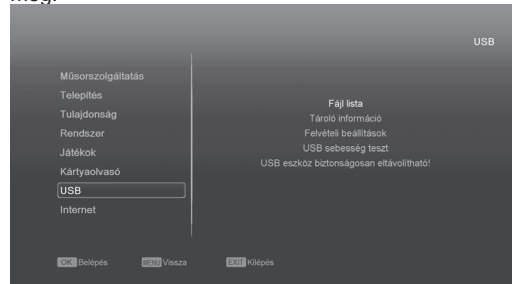 USB
Műsorszolgáltatás
Telepítés
Tulajdonság
Rendszer
Játékok
Kártyaolvasó
USB
Internet
Fájl lista
Tároló információ
Felvételi beállítások
USB sebesség teszt
USB eszköz biztonságosan eltávolítható!
OK Belépés MENU Vissza EXIT Kilépés